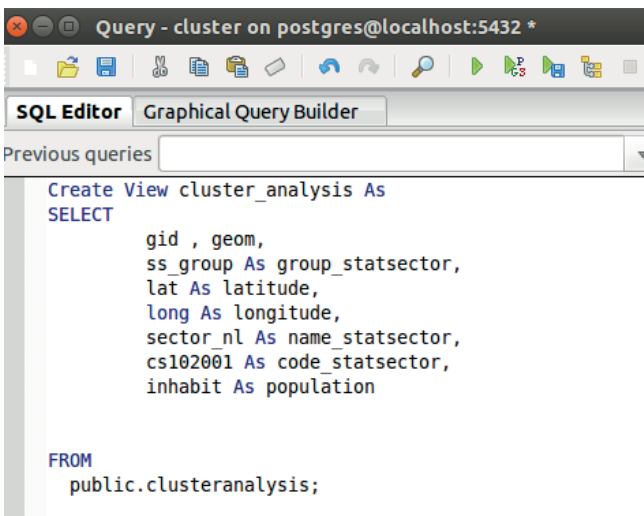 Query - cluster on postgres@localhost:5432 *
SQL Editor Graphical Query Builder
Previous queries
Create View cluster_analysis As
SELECT
gid , geom,
ss_group As group_statsector,
lat As latitude,
long As longitude,
sector_nl As name_statsector,
cs102001 As code_statsector,
inhabit As population
FROM
public.clusteranalysis;